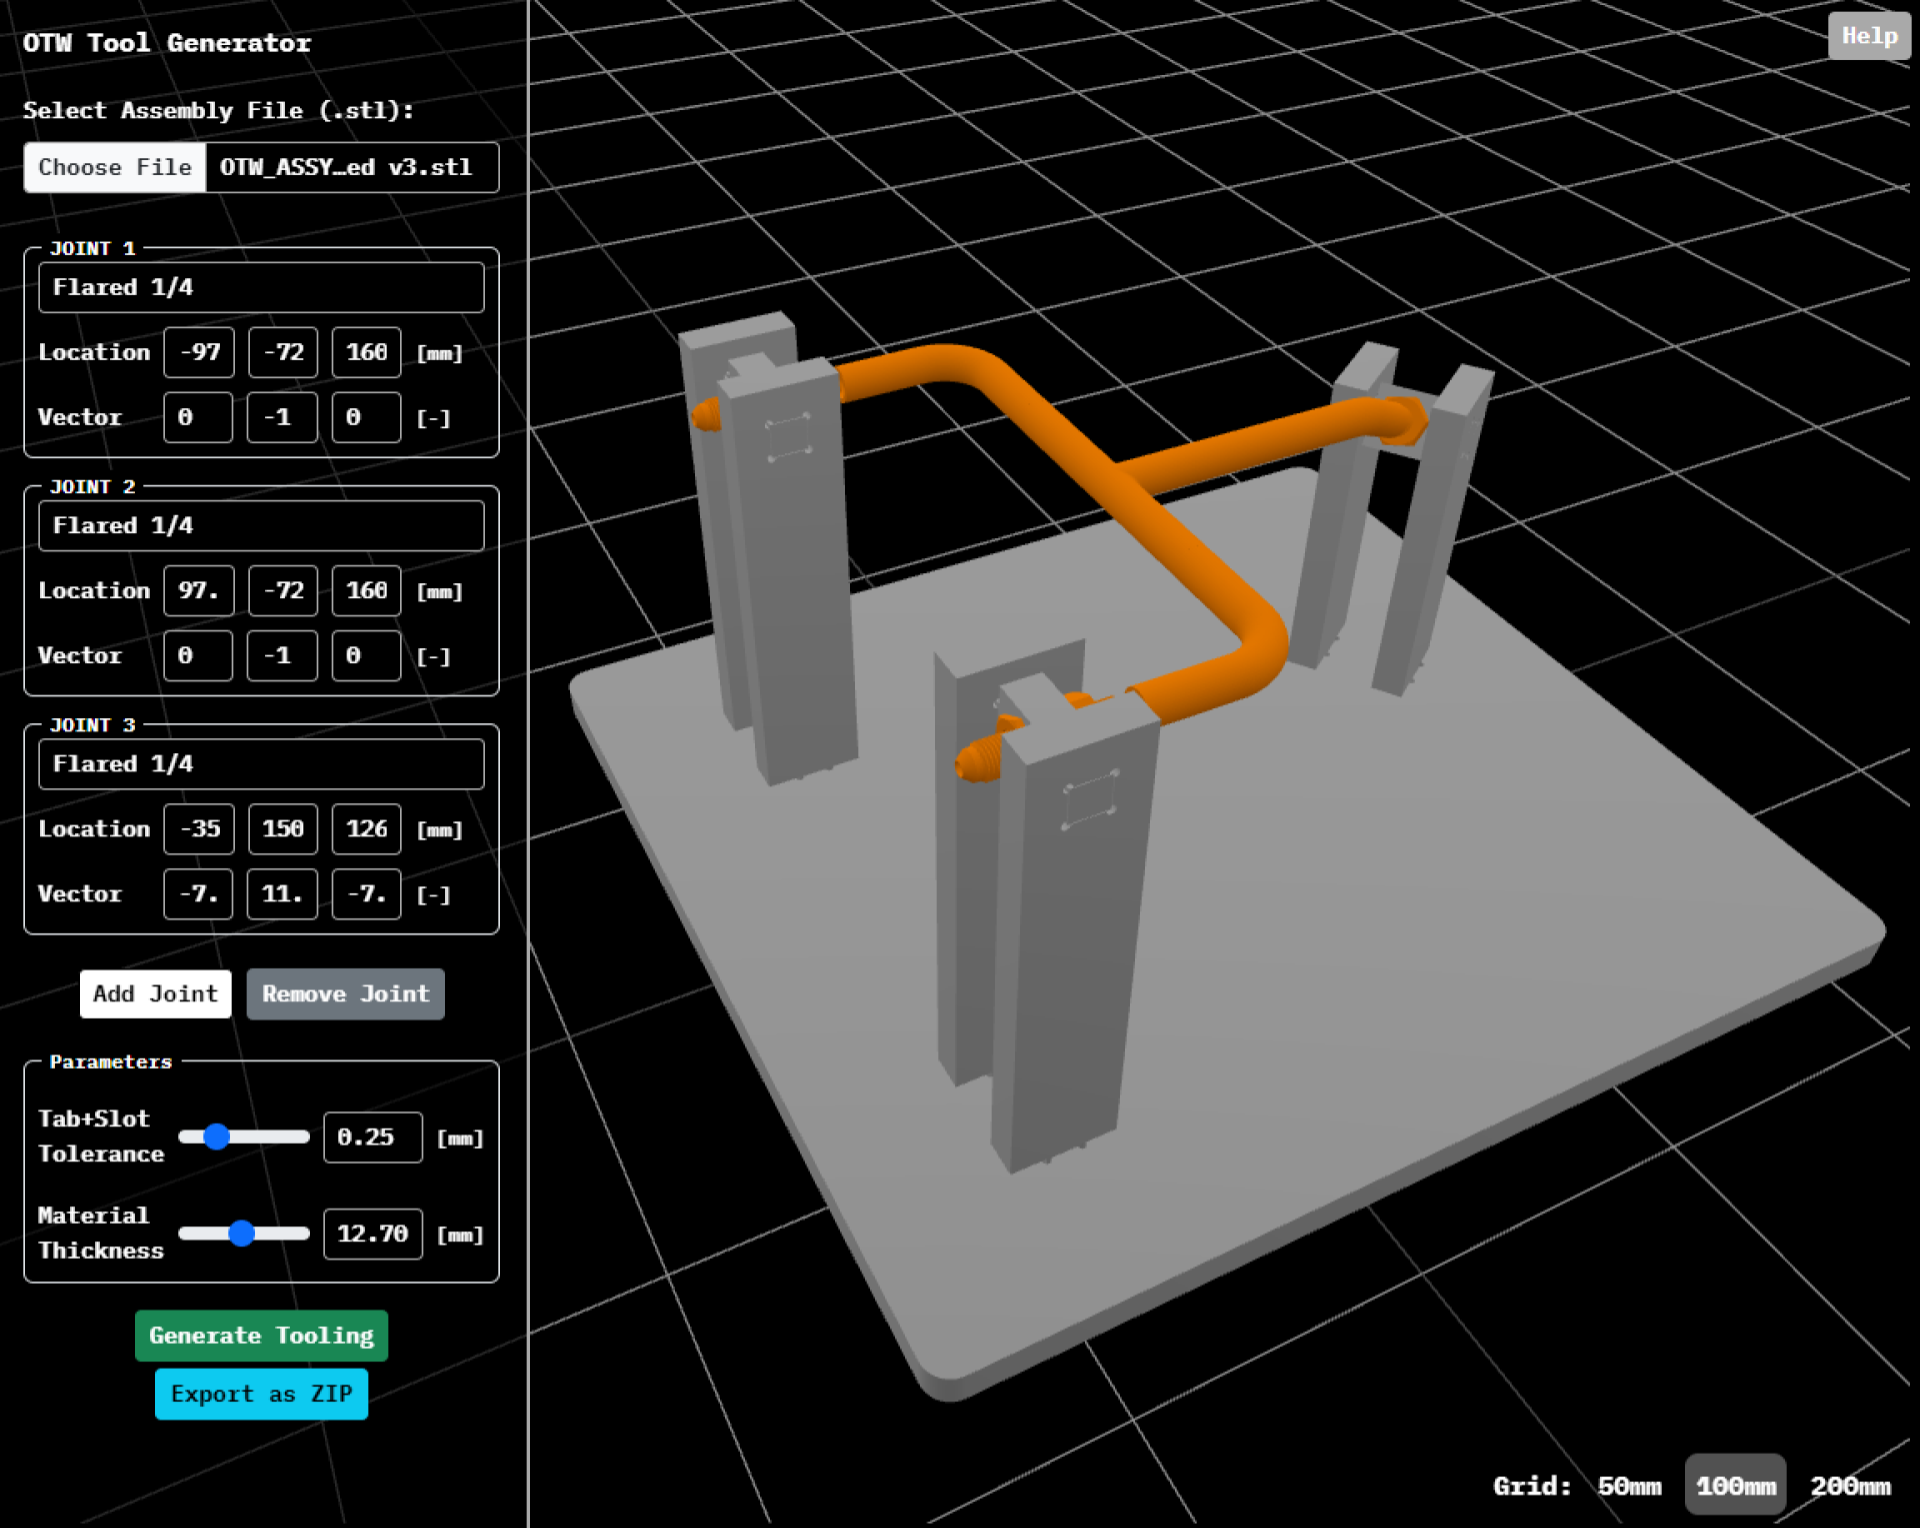 OTW Tool Generator
Help
Select Assembly File (.stl):
Choose File OTW_ASSY…ed v3.stl
JOINT 1
Flared 1/4
Location -97 -72 160 [mm]
Vector 0 -1 0 [-]
JOINT 2
Flared 1/4
Location 97. -72 160 [mm]
Vector 0 -1 0 [-]
JOINT 3
Flared 1/4
Location -35 150 126 [mm]
Vector -7. 11. -7. [-]
Add Joint Remove Joint
Parameters
Tab+Slot
Tolerance 0.25 [mm]
Material
Thickness 12.70 [mm]
Generate Tooling
Export as ZIP
Grid: 50mm 100mm 200mm